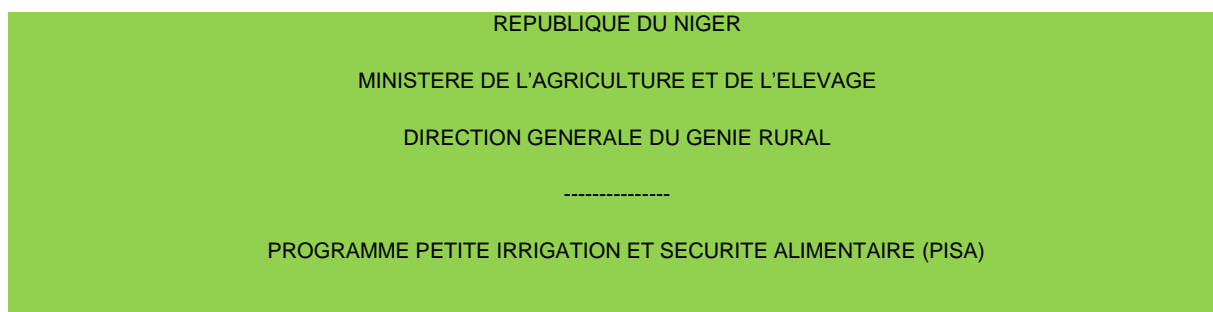 REPUBLIQUE DU NIGER
MINISTERE DE L’AGRICULTURE ET DE L’ELEVAGE
DIRECTION GENERALE DU GENIE RURAL
---------------
PROGRAMME PETITE IRRIGATION ET SECURITE ALIMENTAIRE (PISA)